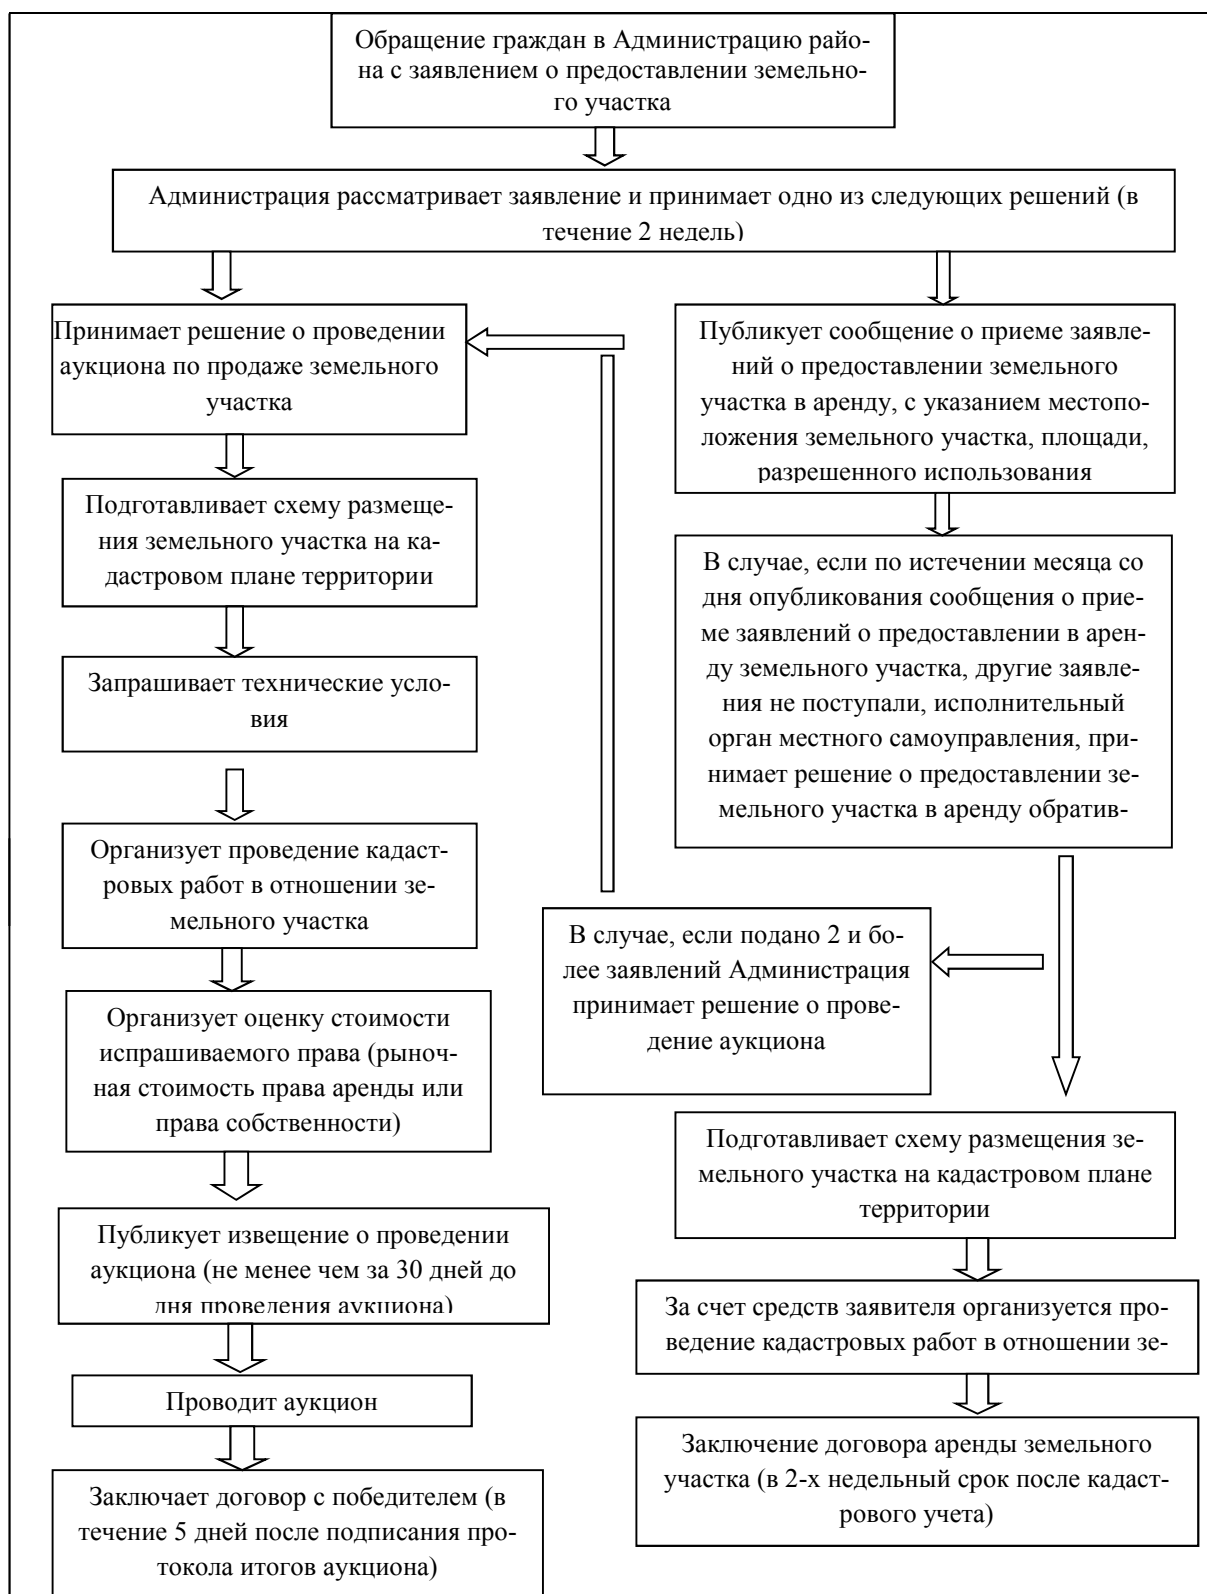 Обращение граждан в Администрацию райо-
на с заявлением о предоставлении земельно-
го участка
Администрация рассматривает заявление и принимает одно из следующих решений (в
течение 2 недель)
Принимает решение о проведении
аукциона по продаже земельного
участка
Подготавливает схему размеще-
ния земельного участка на ка-
дастровом плане территории
Запрашивает технические усло-
вия
Организует проведение кадаст-
ровых работ в отношении зе-
мельного участка
Организует оценку стоимости
испрашиваемого права (рыноч-
ная стоимость права аренды или
права собственности)
Публикует извещение о проведении
аукциона (не менее чем за 30 дней до
дня проведения аукциона)
Проводит аукцион
Заключает договор с победителем (в
течение 5 дней после подписания про-
токола итогов аукциона)
Публикует сообщение о приеме заявле-
ний о предоставлении земельного
участка в аренду, с указанием местопо-
ложения земельного участка, площади,
разрешенного использования
В случае, если по истечении месяца со
дня опубликования сообщения о прие-
ме заявлений о предоставлении в арен-
ду земельного участка, другие заявле-
ния не поступали, исполнительный
орган местного самоуправления, при-
нимает решение о предоставлении зе-
мельного участка в аренду обратив-
В случае, если подано 2 и бо-
лее заявлений Администрация
принимает решение о прове-
дение аукциона
Подготавливает схему размещения зе-
мельного участка на кадастровом плане
территории
За счет средств заявителя организуется про-
ведение кадастровых работ в отношении зе-
Заключение договора аренды земельного
участка (в 2-х недельный срок после кадаст-
рового учета)